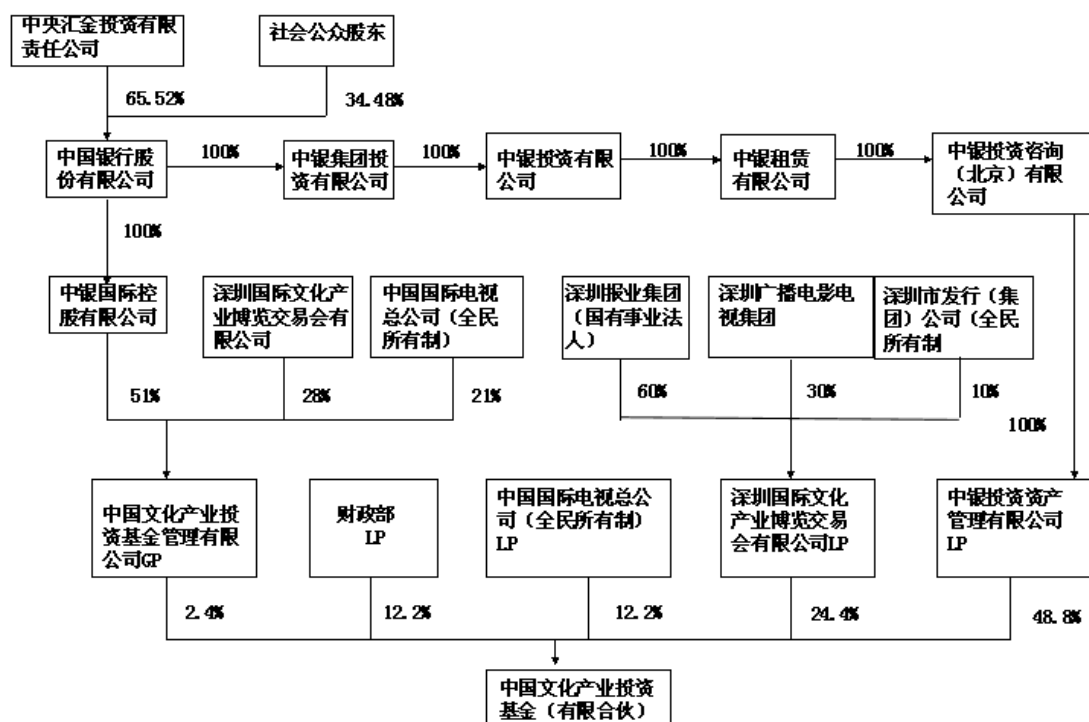 中央汇金投资有限
责任公司
社会公众股东
65.52%
34.48%
中国银行股
份有限公司
100%
中银集团投
资有限公司
100%
中银投资有限
公司
100%
中银租赁
有限公司
100%
中银投资咨询
（北京）有限
公司
100%
中银国际控
股有限公司
深圳国际文化产
业博览交易会有
限公司
中国国际电视
总公司（全民
所有制）
深圳报业集团
（国有事业法
人）
深圳广播电影电
视集团
深圳市发行（集
团）公司（全民
所有制
51%
28%
21%
60%
30%
10%
100%
中国文化产业投
资基金管理有限
公司GP
财政部
LP
中国国际电视总公
司（全民所有制）
LP
深圳国际文化
产业博览交易
会有限公司LP
中银投资资产
管理有限公司
LP
2.4%
12.2%
12.2%
24.4%
48.8%
中国文化产业投资
基金（有限合伙）